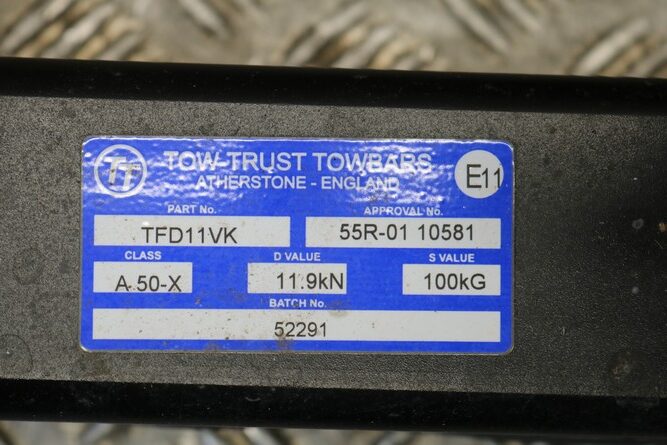 TT TOW-TRUST TOWBARS E11
ATHERSTONE - ENGLAND
PART No. APPROVAL No.
TFD11VK 55R-01 10581
CLASS D VALUE S VALUE
A 50-X 11.9kN 100kG
BATCH No.
52291